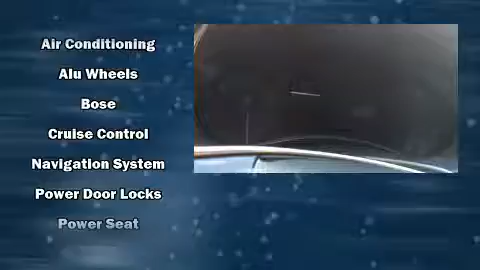 Air Conditioning
Alu Wheels
Bose
Cruise Control
Navigation System
Power Door Locks
Power Seat